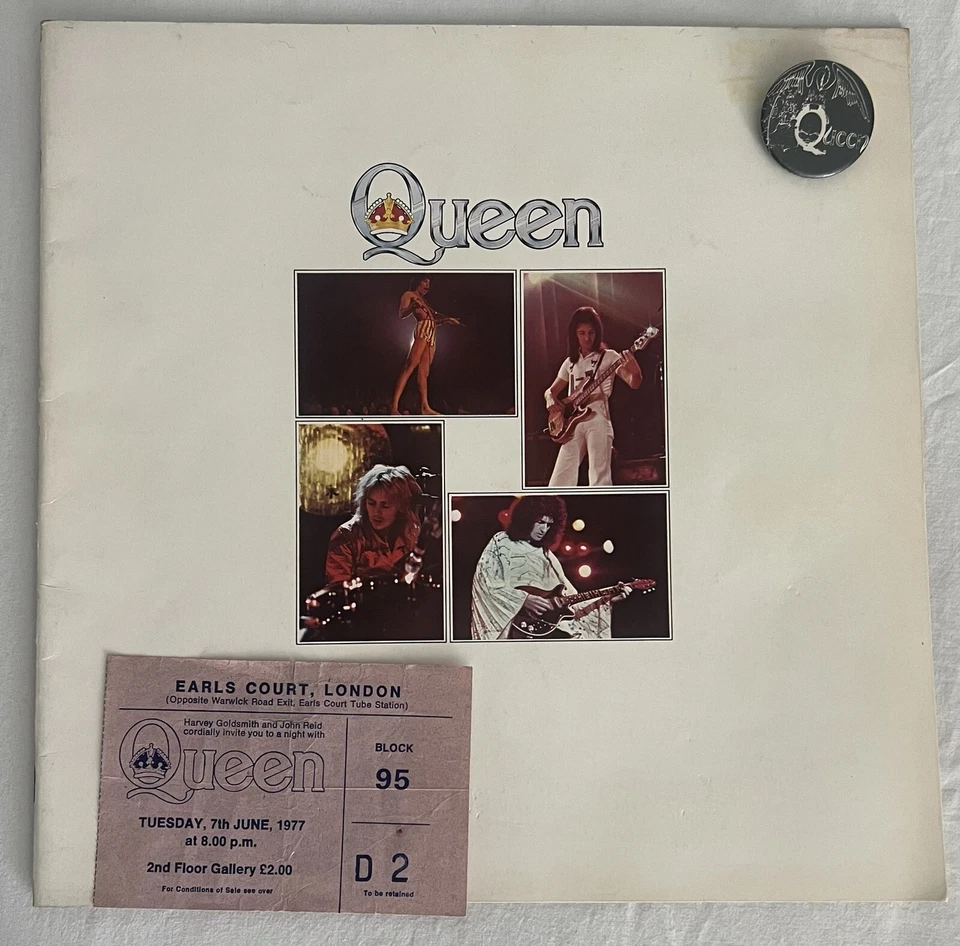 Queen
Queen
EARLS COURT, LONDON
(Opposite Warwick Road Exit, Earls Court Tube Station)
Harvey Goldsmith and John Reid
cordially invite you to a night with
Queen
TUESDAY, 7th JUNE, 1977
at 8.00 p.m.
2nd Floor Gallery £2.00
For Conditions of Sale see over
BLOCK
95
D 2
To be retained